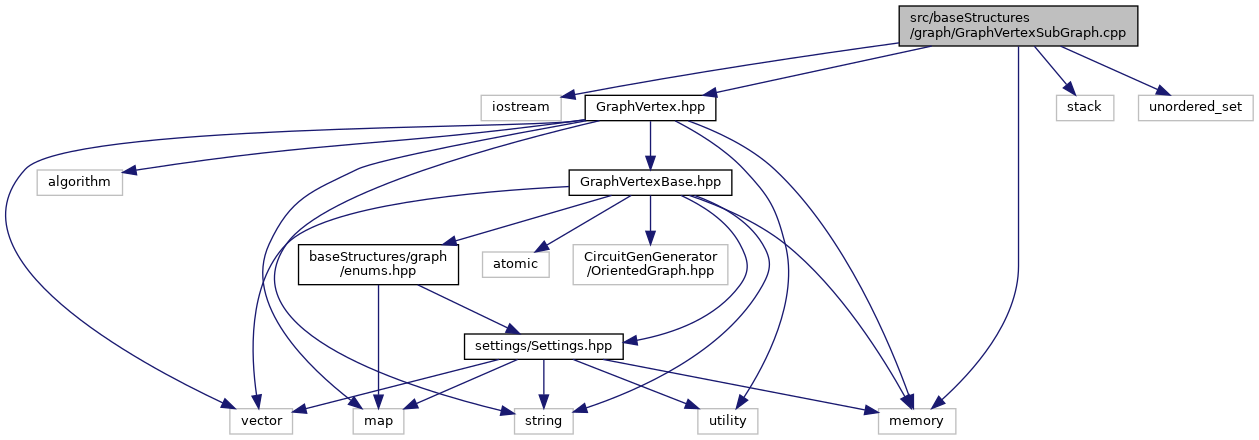 src/baseStructures
/graph/GraphVertexSubGraph.cpp
iostream
GraphVertex.hpp
stack
unordered_set
algorithm
GraphVertexBase.hpp
baseStructures/graph
/enums.hpp
atomic
CircuitGenGenerator
/OrientedGraph.hpp
settings/Settings.hpp
vector
map
string
utility
memory